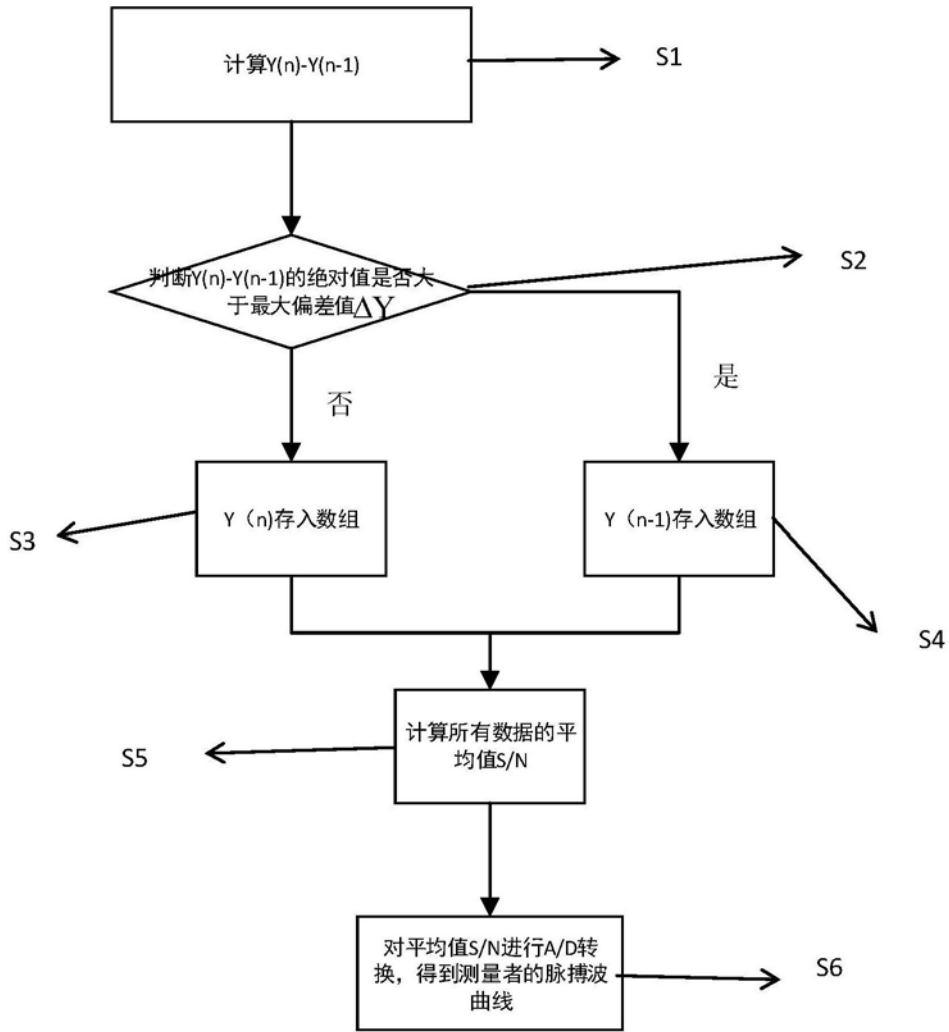 计算Y(n)-Y(n-1)
S1
判断Y(n)-Y(n-1)的绝对值是否大
于最大偏差值ΔY
S2
否
是
Y（n)存入数组
S3
Y（n-1)存入数组
S4
计算所有数据的平
均值S/N
S5
对平均值S/N进行A/D转
换，得到测量者的脉搏波
曲线
S6